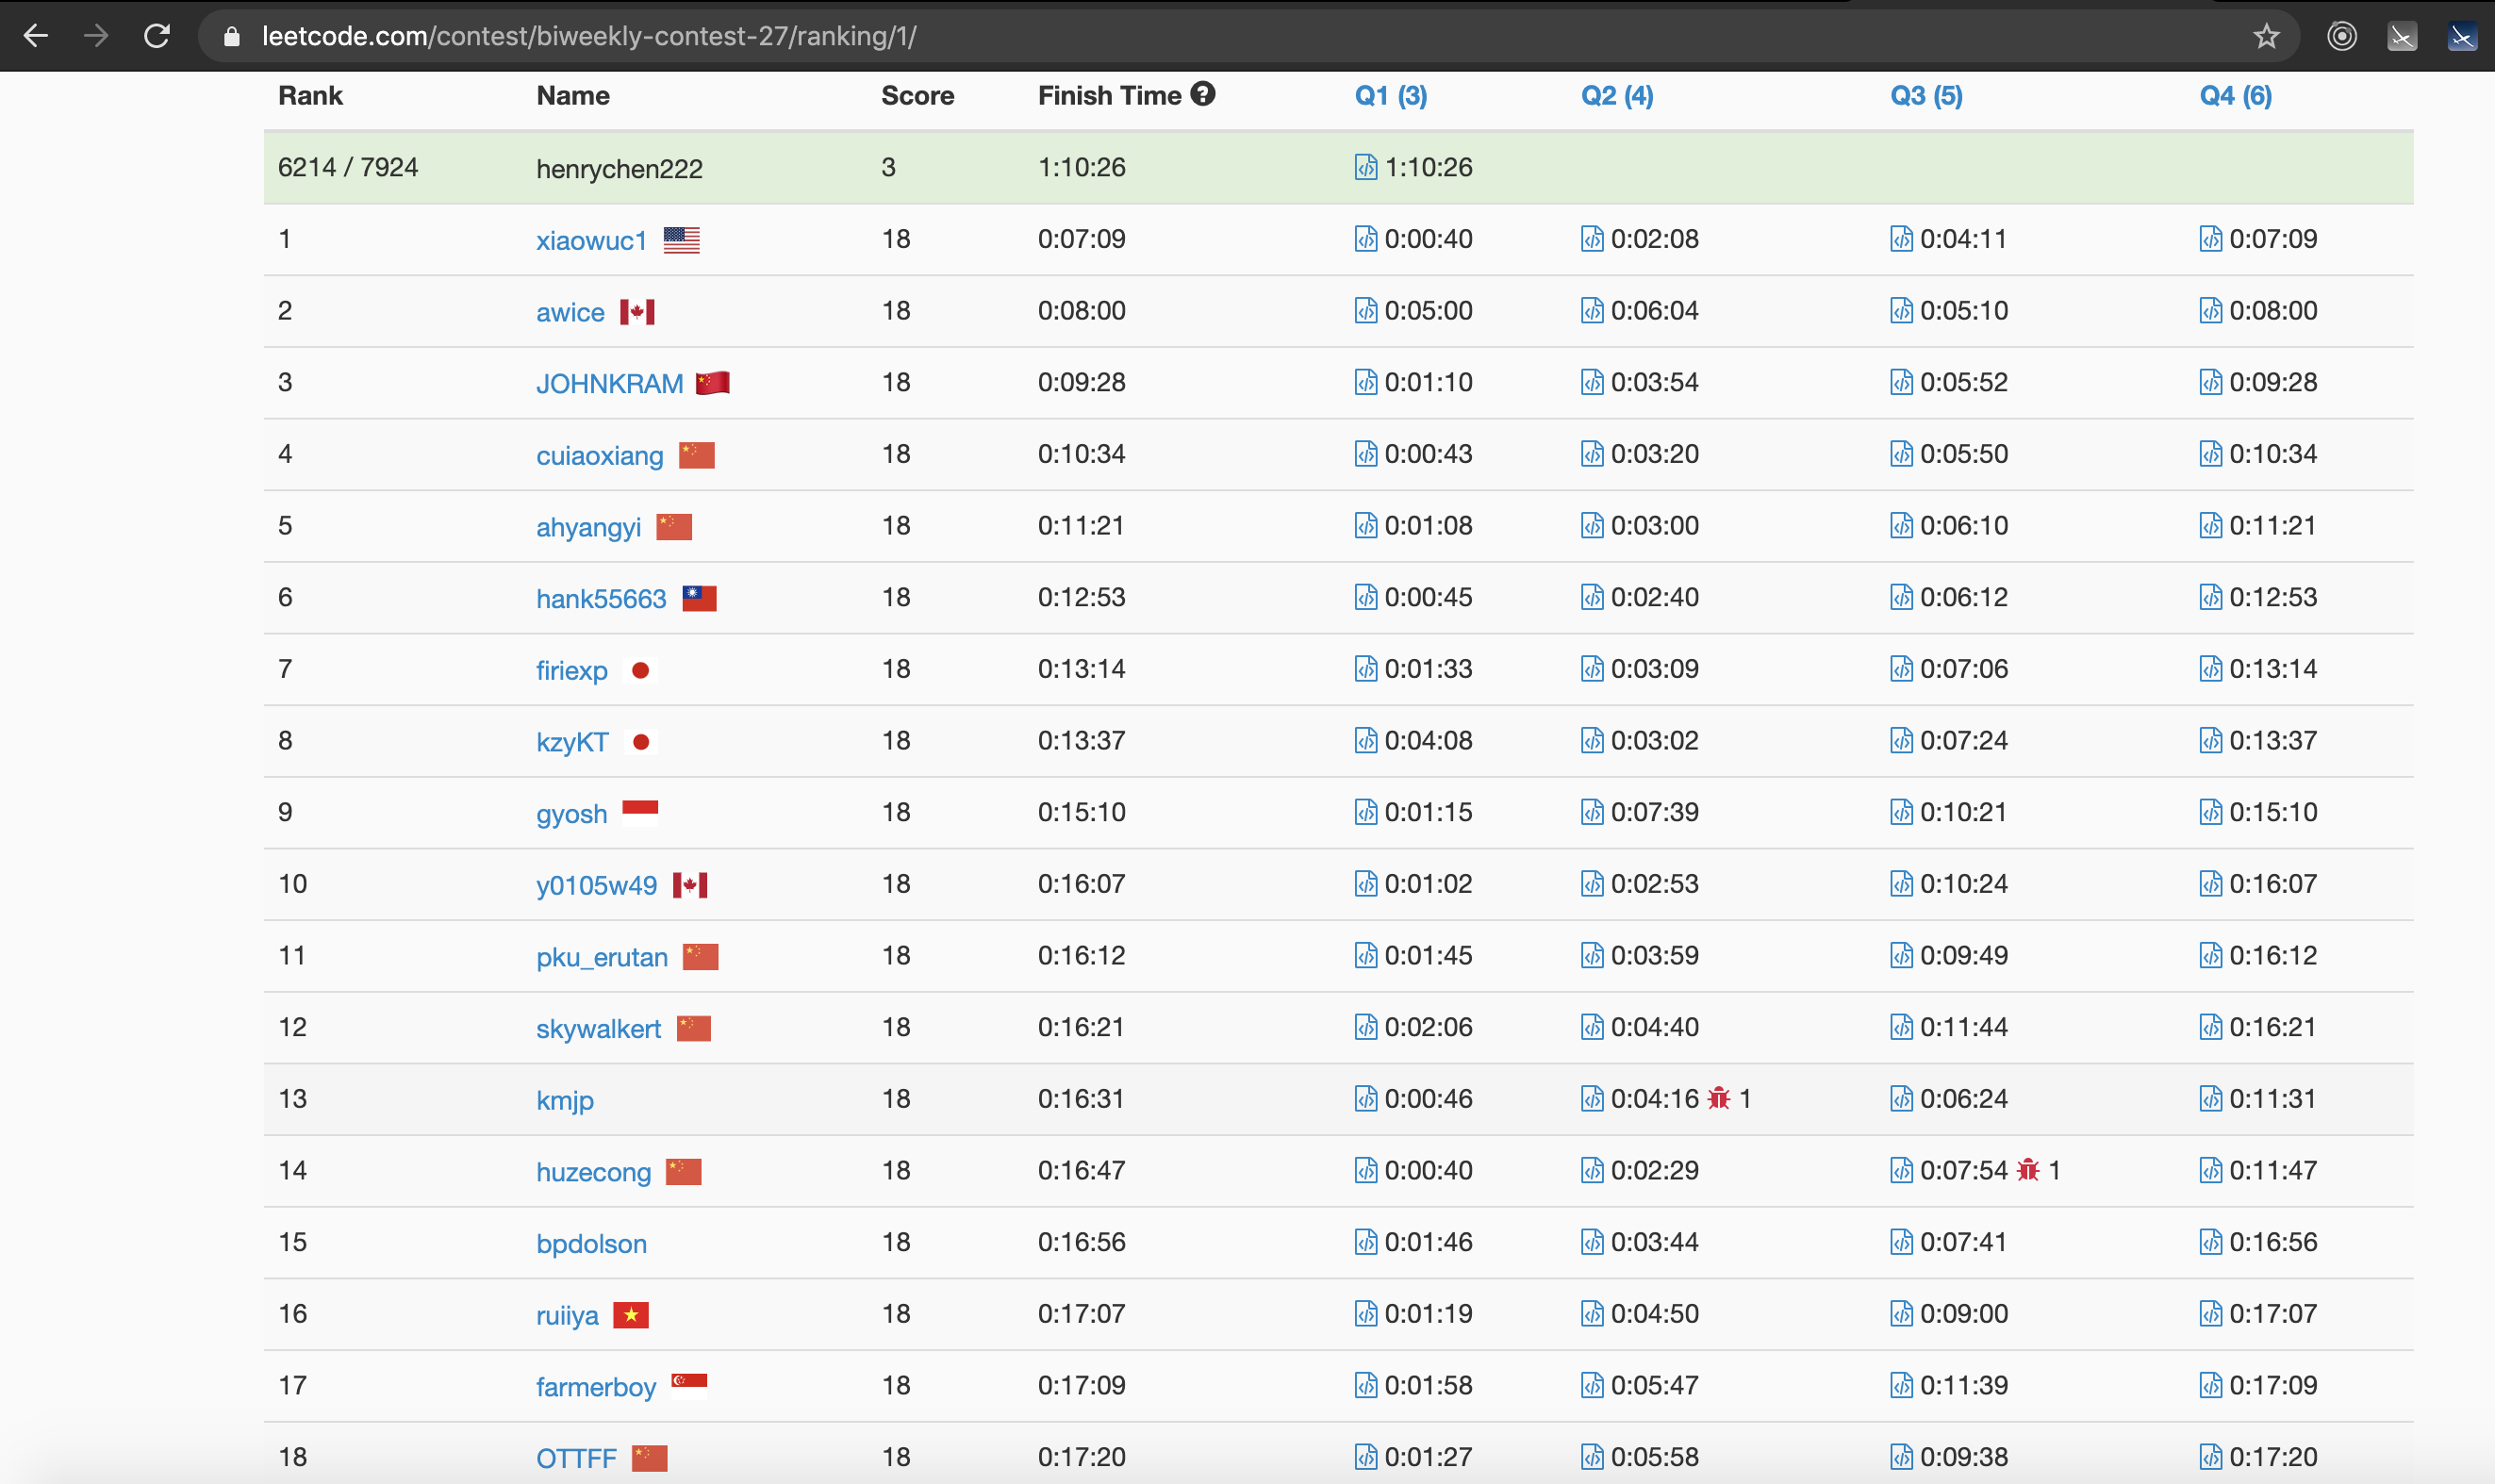 leetcode.com/contest/biweekly-contest-27/ranking/1/
Rank Name Score Finish Time ? Q1 (3) Q2 (4) Q3 (5) Q4 (6)
6214 / 7924 henrychen222 3 1:10:26 1:10:26
1 xiaowuc1 18 0:07:09 0:00:40 0:02:08 0:04:11 0:07:09
2 awice 18 0:08:00 0:05:00 0:06:04 0:05:10 0:08:00
3 JOHNKRAM 18 0:09:28 0:01:10 0:03:54 0:05:52 0:09:28
4 cuiaoxiang 18 0:10:34 0:00:43 0:03:20 0:05:50 0:10:34
5 ahyangyi 18 0:11:21 0:01:08 0:03:00 0:06:10 0:11:21
6 hank55663 18 0:12:53 0:00:45 0:02:40 0:06:12 0:12:53
7 firiexp 18 0:13:14 0:01:33 0:03:09 0:07:06 0:13:14
8 kzyKT 18 0:13:37 0:04:08 0:03:02 0:07:24 0:13:37
9 gyosh 18 0:15:10 0:01:15 0:07:39 0:10:21 0:15:10
10 y0105w49 18 0:16:07 0:01:02 0:02:53 0:10:24 0:16:07
11 pku_erutan 18 0:16:12 0:01:45 0:03:59 0:09:49 0:16:12
12 skywalkert 18 0:16:21 0:02:06 0:04:40 0:11:44 0:16:21
13 kmjp 18 0:16:31 0:00:46 0:04:16 1 0:06:24 0:11:31
14 huzecong 18 0:16:47 0:00:40 0:02:29 0:07:54 1 0:11:47
15 bpdolson 18 0:16:56 0:01:46 0:03:44 0:07:41 0:16:56
16 ruiiya 18 0:17:07 0:01:19 0:04:50 0:09:00 0:17:07
17 farmerboy 18 0:17:09 0:01:58 0:05:47 0:11:39 0:17:09
18 OTTFF 18 0:17:20 0:01:27 0:05:58 0:09:38 0:17:20